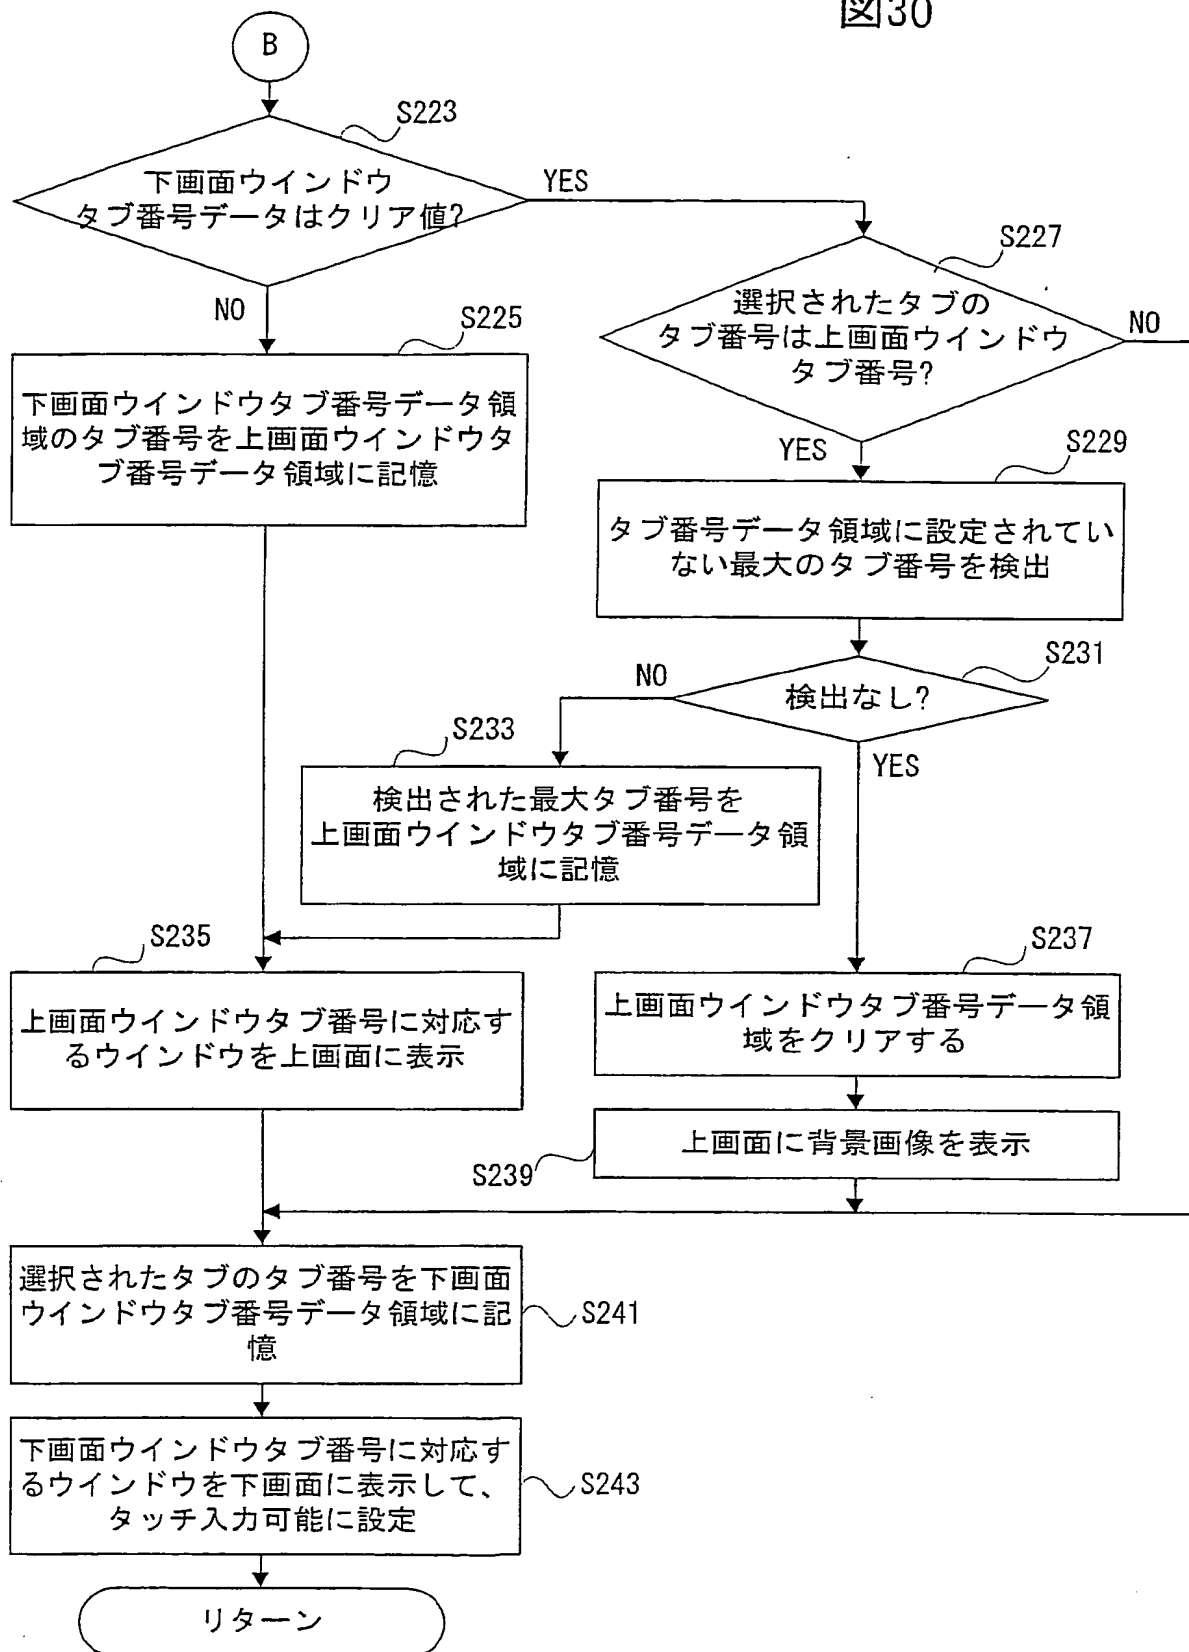 図30
B
S223
下画面ウインドウ
タブ番号データはクリア値?
YES
NO
S227
選択されたタブの
タブ番号は上画面ウインドウ
タブ番号?
NO
YES
S225
下画面ウインドウタブ番号データ領
域のタブ番号を上画面ウインドウタ
ブ番号データ領域に記憶
S229
タブ番号データ領域に設定されてい
ない最大のタブ番号を検出
S231
検出なし?
NO
YES
S233
検出された最大タブ番号を
上画面ウインドウタブ番号データ領
域に記憶
S235
上画面ウインドウタブ番号に対応す
るウインドウを上画面に表示
S237
上画面ウインドウタブ番号データ領
域をクリアする
上画面に背景画像を表示
S239
選択されたタブのタブ番号を下画面
ウインドウタブ番号データ領域に記
憶
S241
下画面ウインドウタブ番号に対応す
るウインドウを下画面に表示して、
タッチ入力可能に設定
S243
リターン